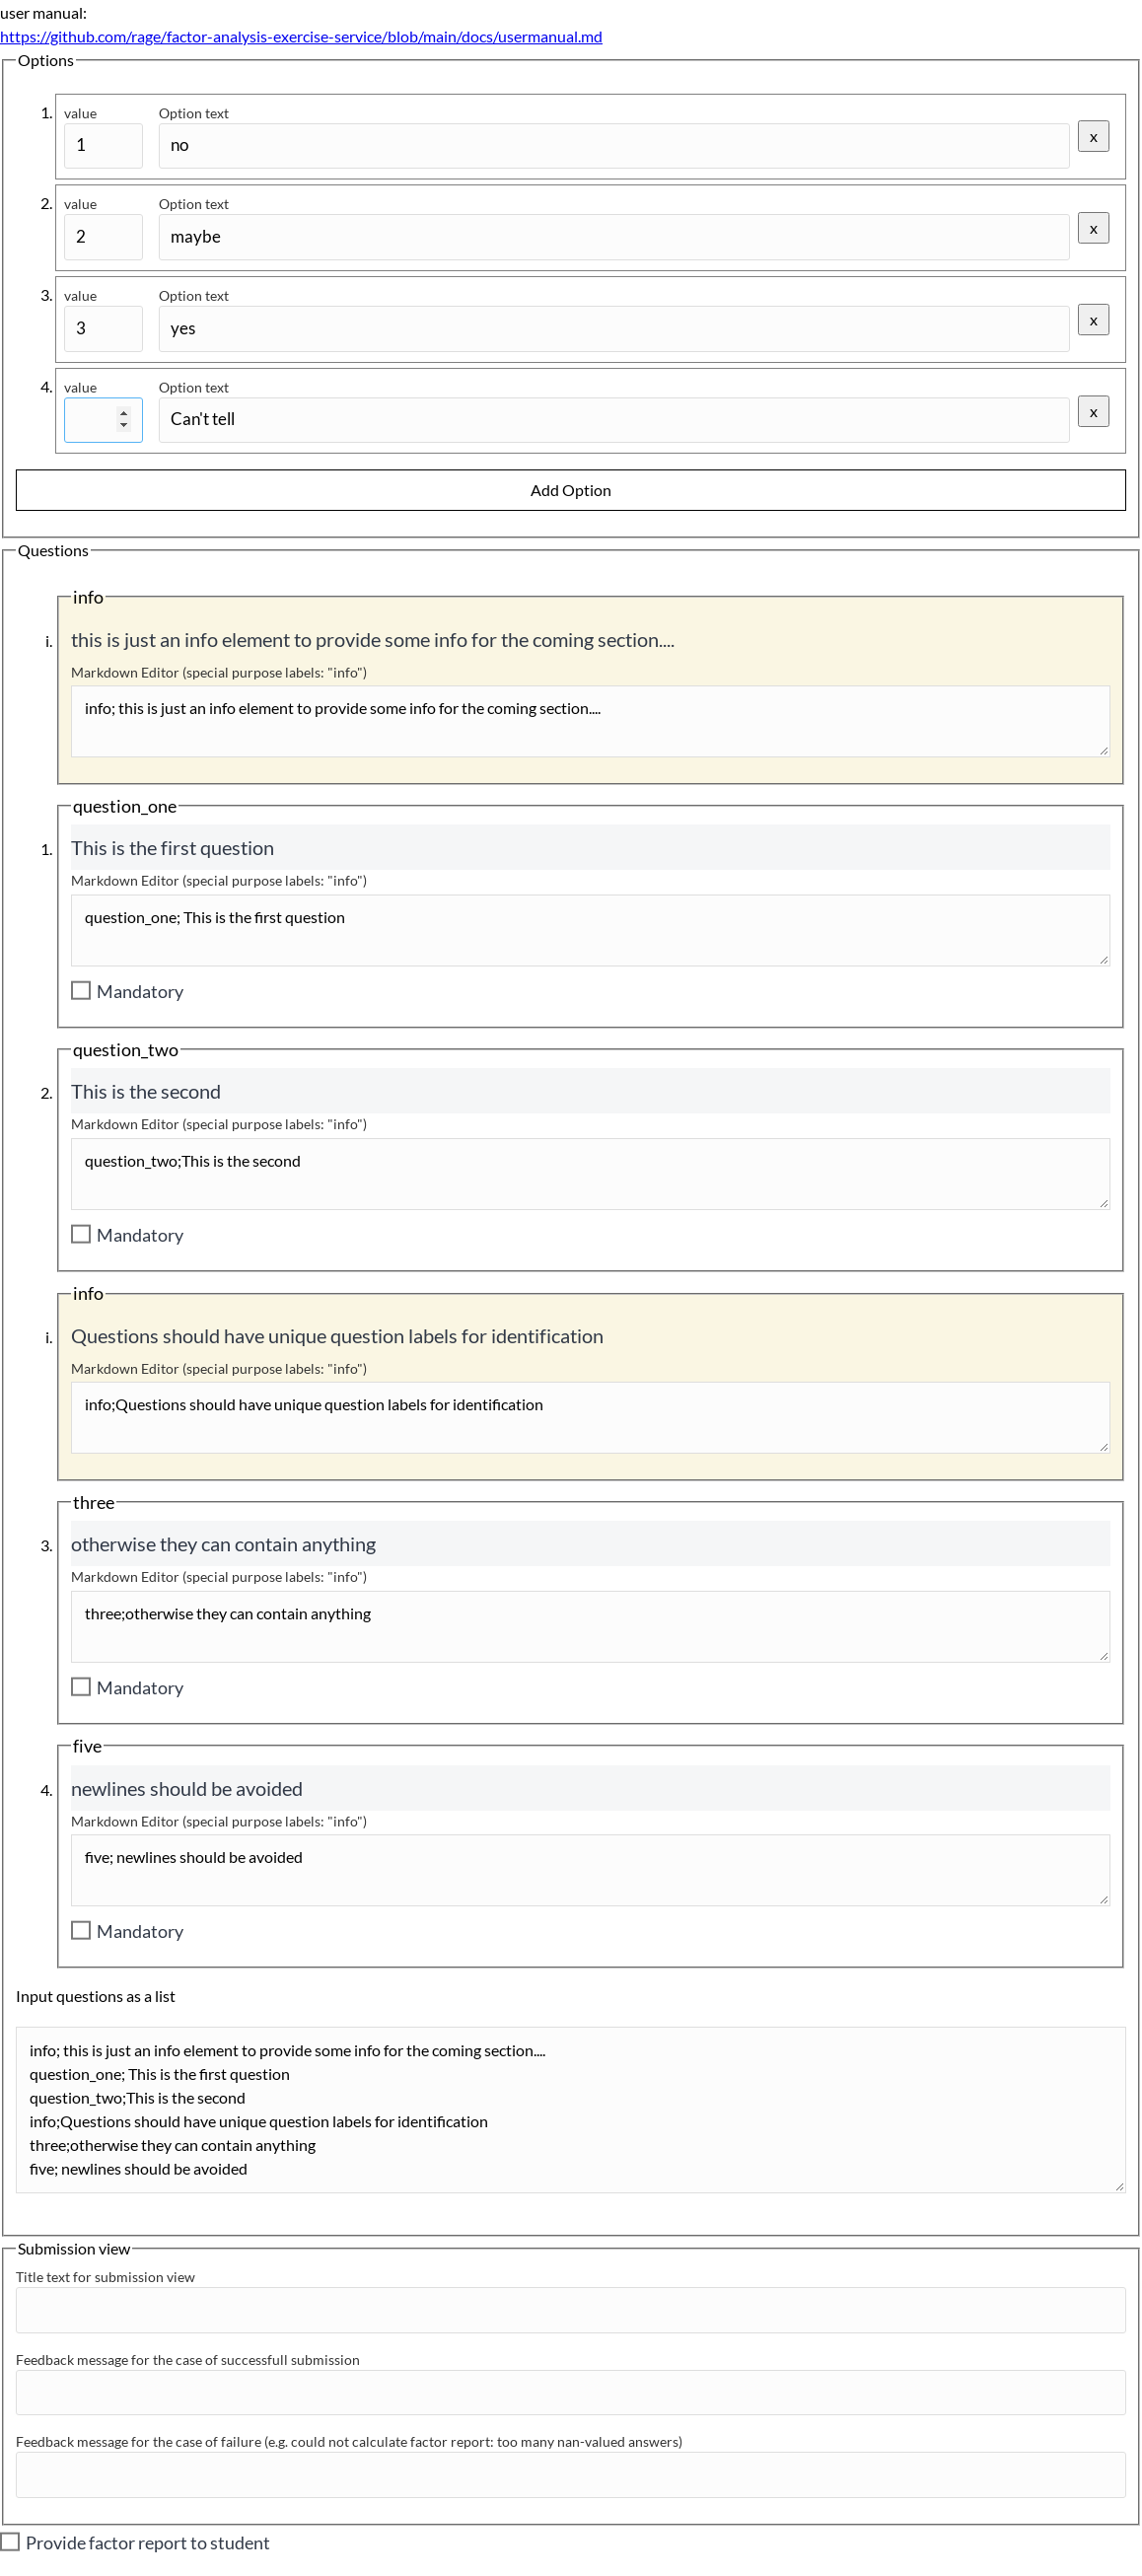 user manual:
https://github.com/rage/factor-analysis-exercise-service/blob/main/docs/usermanual.md
Options
1. value Option text
1 no x
2. value Option text
2 maybe x
3. value Option text
3 yes x
4. value Option text
Can't tell x
Add Option
Questions
info
i. this is just an info element to provide some info for the coming section....
Markdown Editor (special purpose labels: "info")
info; this is just an info element to provide some info for the coming section....
question_one
1. This is the first question
Markdown Editor (special purpose labels: "info")
question_one; This is the first question
Mandatory
question_two
2. This is the second
Markdown Editor (special purpose labels: "info")
question_two;This is the second
Mandatory
info
i. Questions should have unique question labels for identification
Markdown Editor (special purpose labels: "info")
info;Questions should have unique question labels for identification
three
3. otherwise they can contain anything
Markdown Editor (special purpose labels: "info")
three;otherwise they can contain anything
Mandatory
five
4. newlines should be avoided
Markdown Editor (special purpose labels: "info")
five; newlines should be avoided
Mandatory
Input questions as a list
info; this is just an info element to provide some info for the coming section....
question_one; This is the first question
question_two;This is the second
info;Questions should have unique question labels for identification
three;otherwise they can contain anything
five; newlines should be avoided
Submission view
Title text for submission view
Feedback message for the case of successfull submission
Feedback message for the case of failure (e.g. could not calculate factor report: too many nan-valued answers)
Provide factor report to student